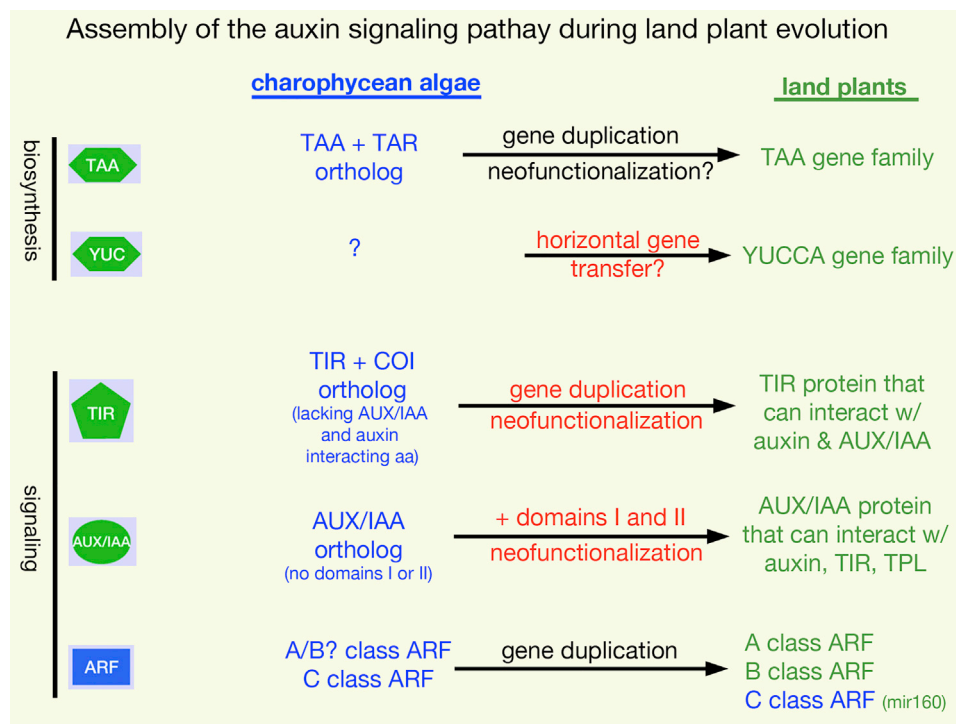 Assembly of the auxin signaling pathay during land plant evolution
charophycean algae
land plants
biosynthesis
TAA
TAA + TAR
ortholog
gene duplication
neofunctionalization?
TAA gene family
YUC
?
horizontal gene
transfer?
YUCCA gene family
signaling
TIR
TIR + COI
ortholog
(lacking AUX/IAA
and auxin
interacting aa)
gene duplication
neofunctionalization
TIR protein that
can interact w/
auxin & AUX/IAA
AUX/IAA
AUX/IAA
ortholog
(no domains I or II)
+ domains I and II
neofunctionalization
AUX/IAA protein
that can interact w/
auxin, TIR, TPL
ARF
A/B? class ARF
C class ARF
gene duplication
A class ARF
B class ARF
C class ARF (mir160)